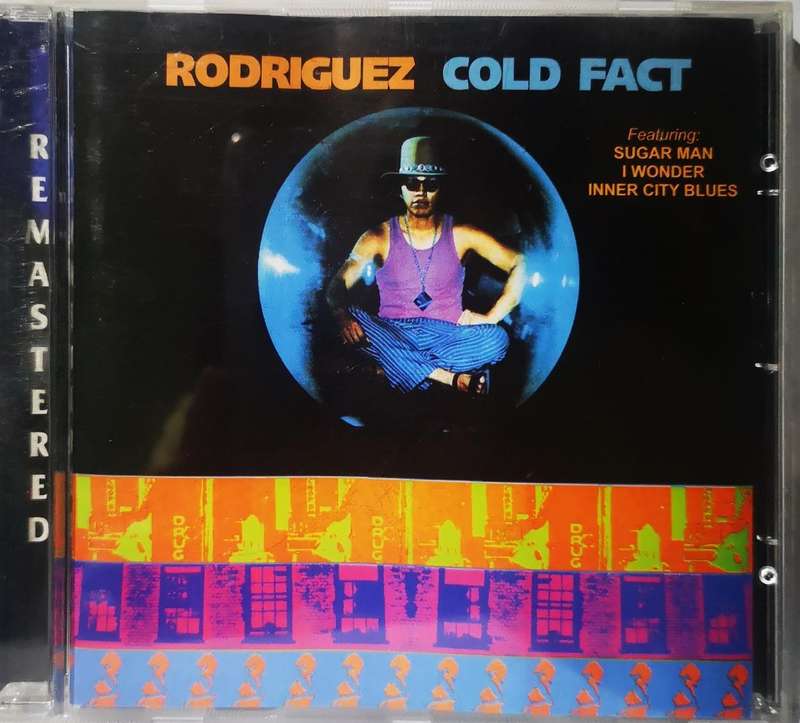 REMASTERED
RODRIGUEZ COLD FACT
Featuring:
SUGAR MAN
I WONDER
INNER CITY BLUES
DRUG
DRUG
DRUG